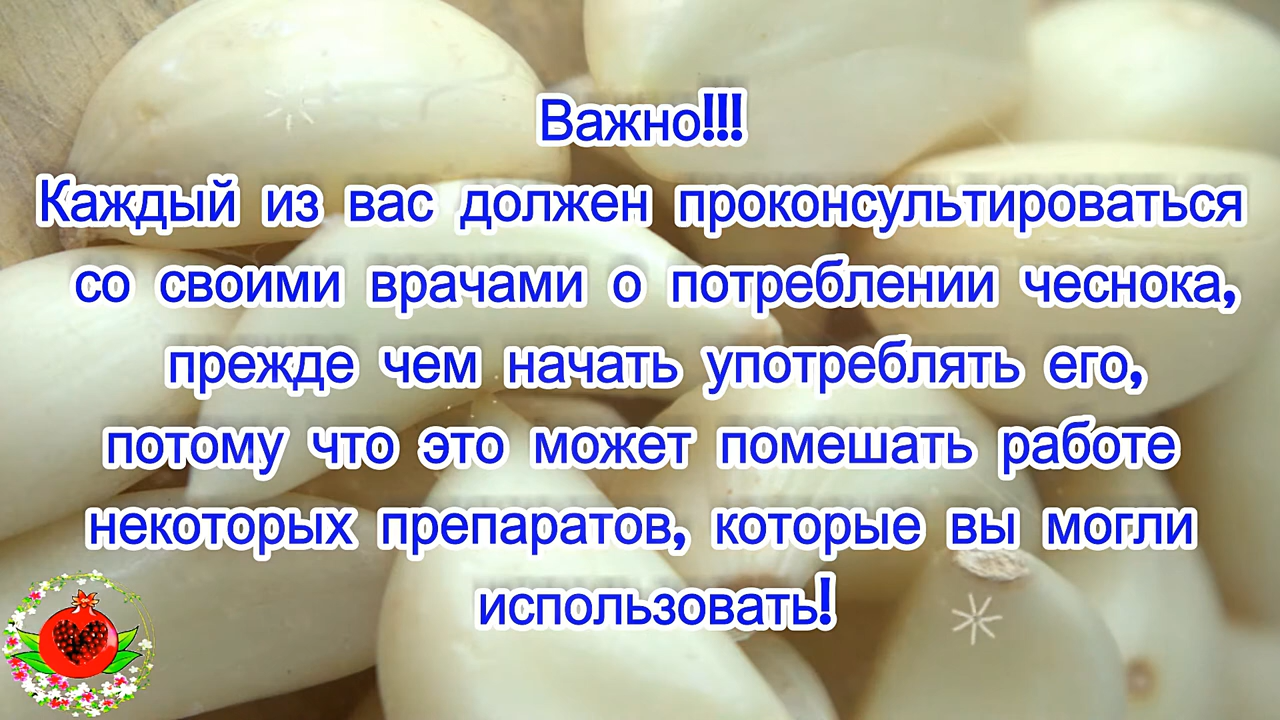 Важно!!!
Каждый из вас должен проконсультироваться
со своими врачами о потреблении чеснока,
прежде чем начать употреблять его,
потому что это может помешать работе
некоторых препаратов, которые вы могли
использовать!